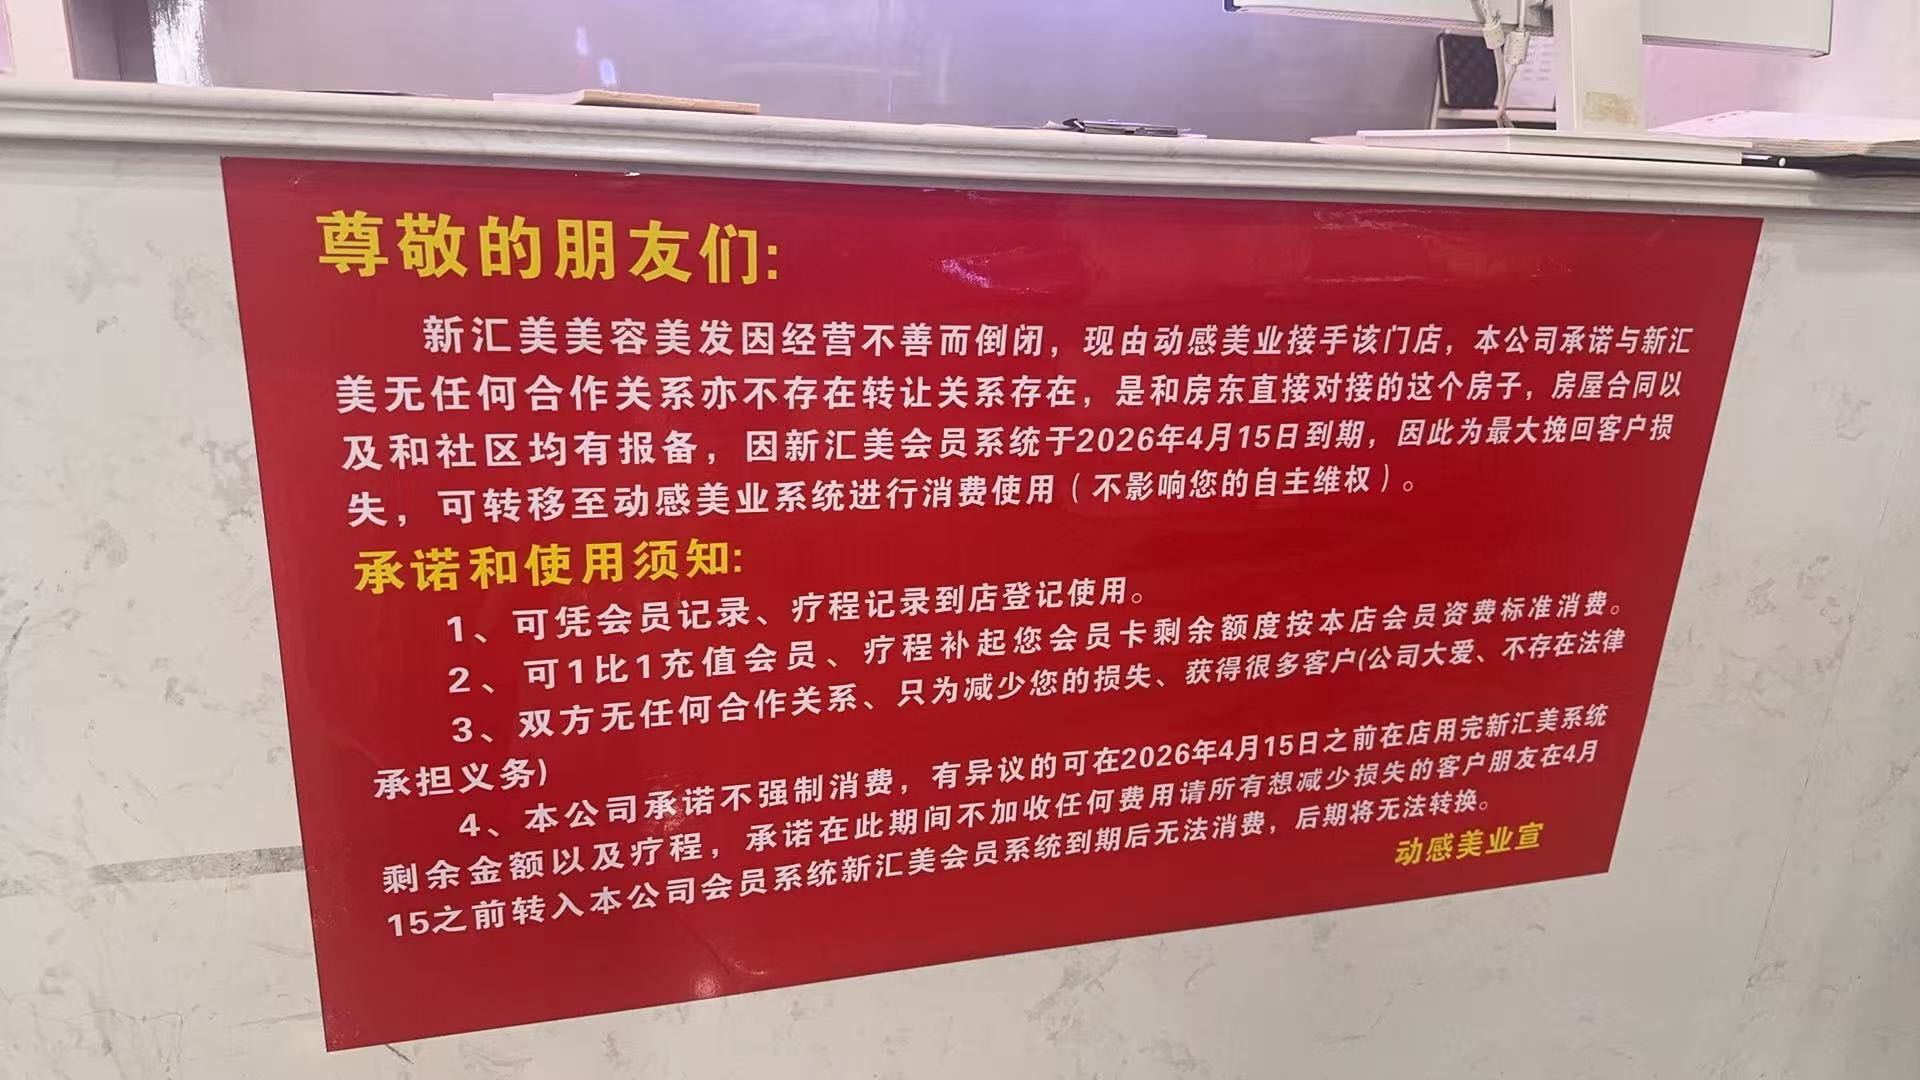 尊敬的朋友们:
新汇美美容美发因经营不善而倒闭，现由动感美业接手该门店，本公司承诺与新汇
美无任何合作关系亦不存在转让关系存在，是和房东直接对接的这个房子，房屋合同以
及和社区均有报备，因新汇美会员系统于2026年4月15日到期，因此为最大挽回客户损
失，可转移至动感美业系统进行消费使用（不影响您的自主维权）。
承诺和使用须知:
1、可凭会员记录、疗程记录到店登记使用。
2、可1比1充值会员、疗程补起您会员卡剩余额度按本店会员资费标准消费。
3、双方无任何合作关系、只为减少您的损失、获得很多客户(公司大爱、不存在法律
承担义务)
4、本公司承诺不强制消费，有异议的可在2026年4月15日之前在店用完新汇美系统
剩余金额以及疗程，承诺在此期间不加收任何费用请所有想减少损失的客户朋友在4月
15之前转入本公司会员系统新汇美会员系统到期后无法消费，后期将无法转换。
动感美业宣